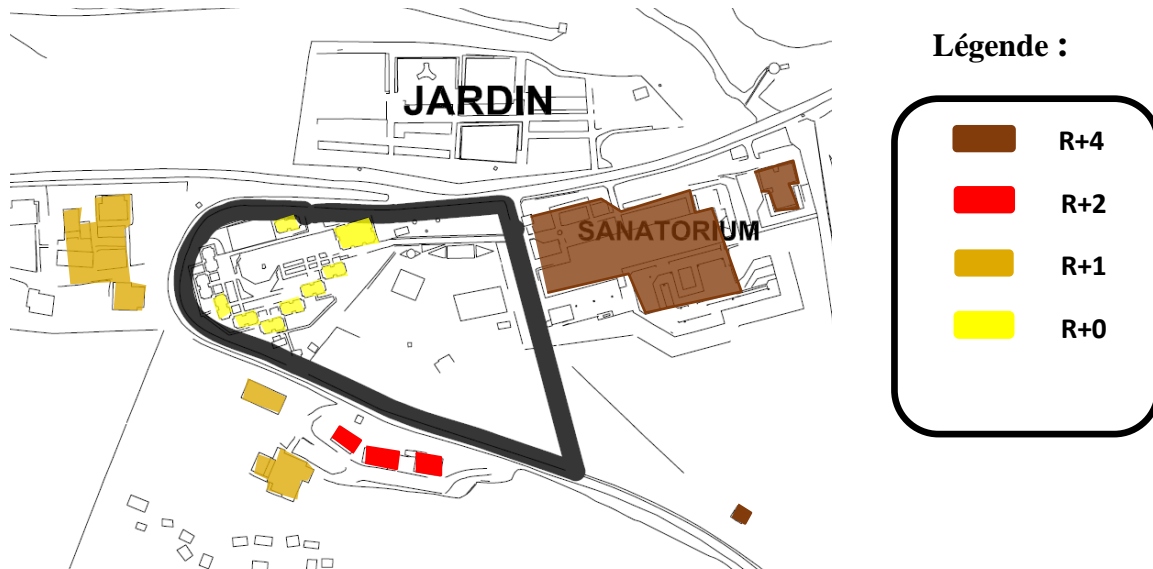 JARDIN
SANATORIUM
Légende :
R+4
R+2
R+1
R+0